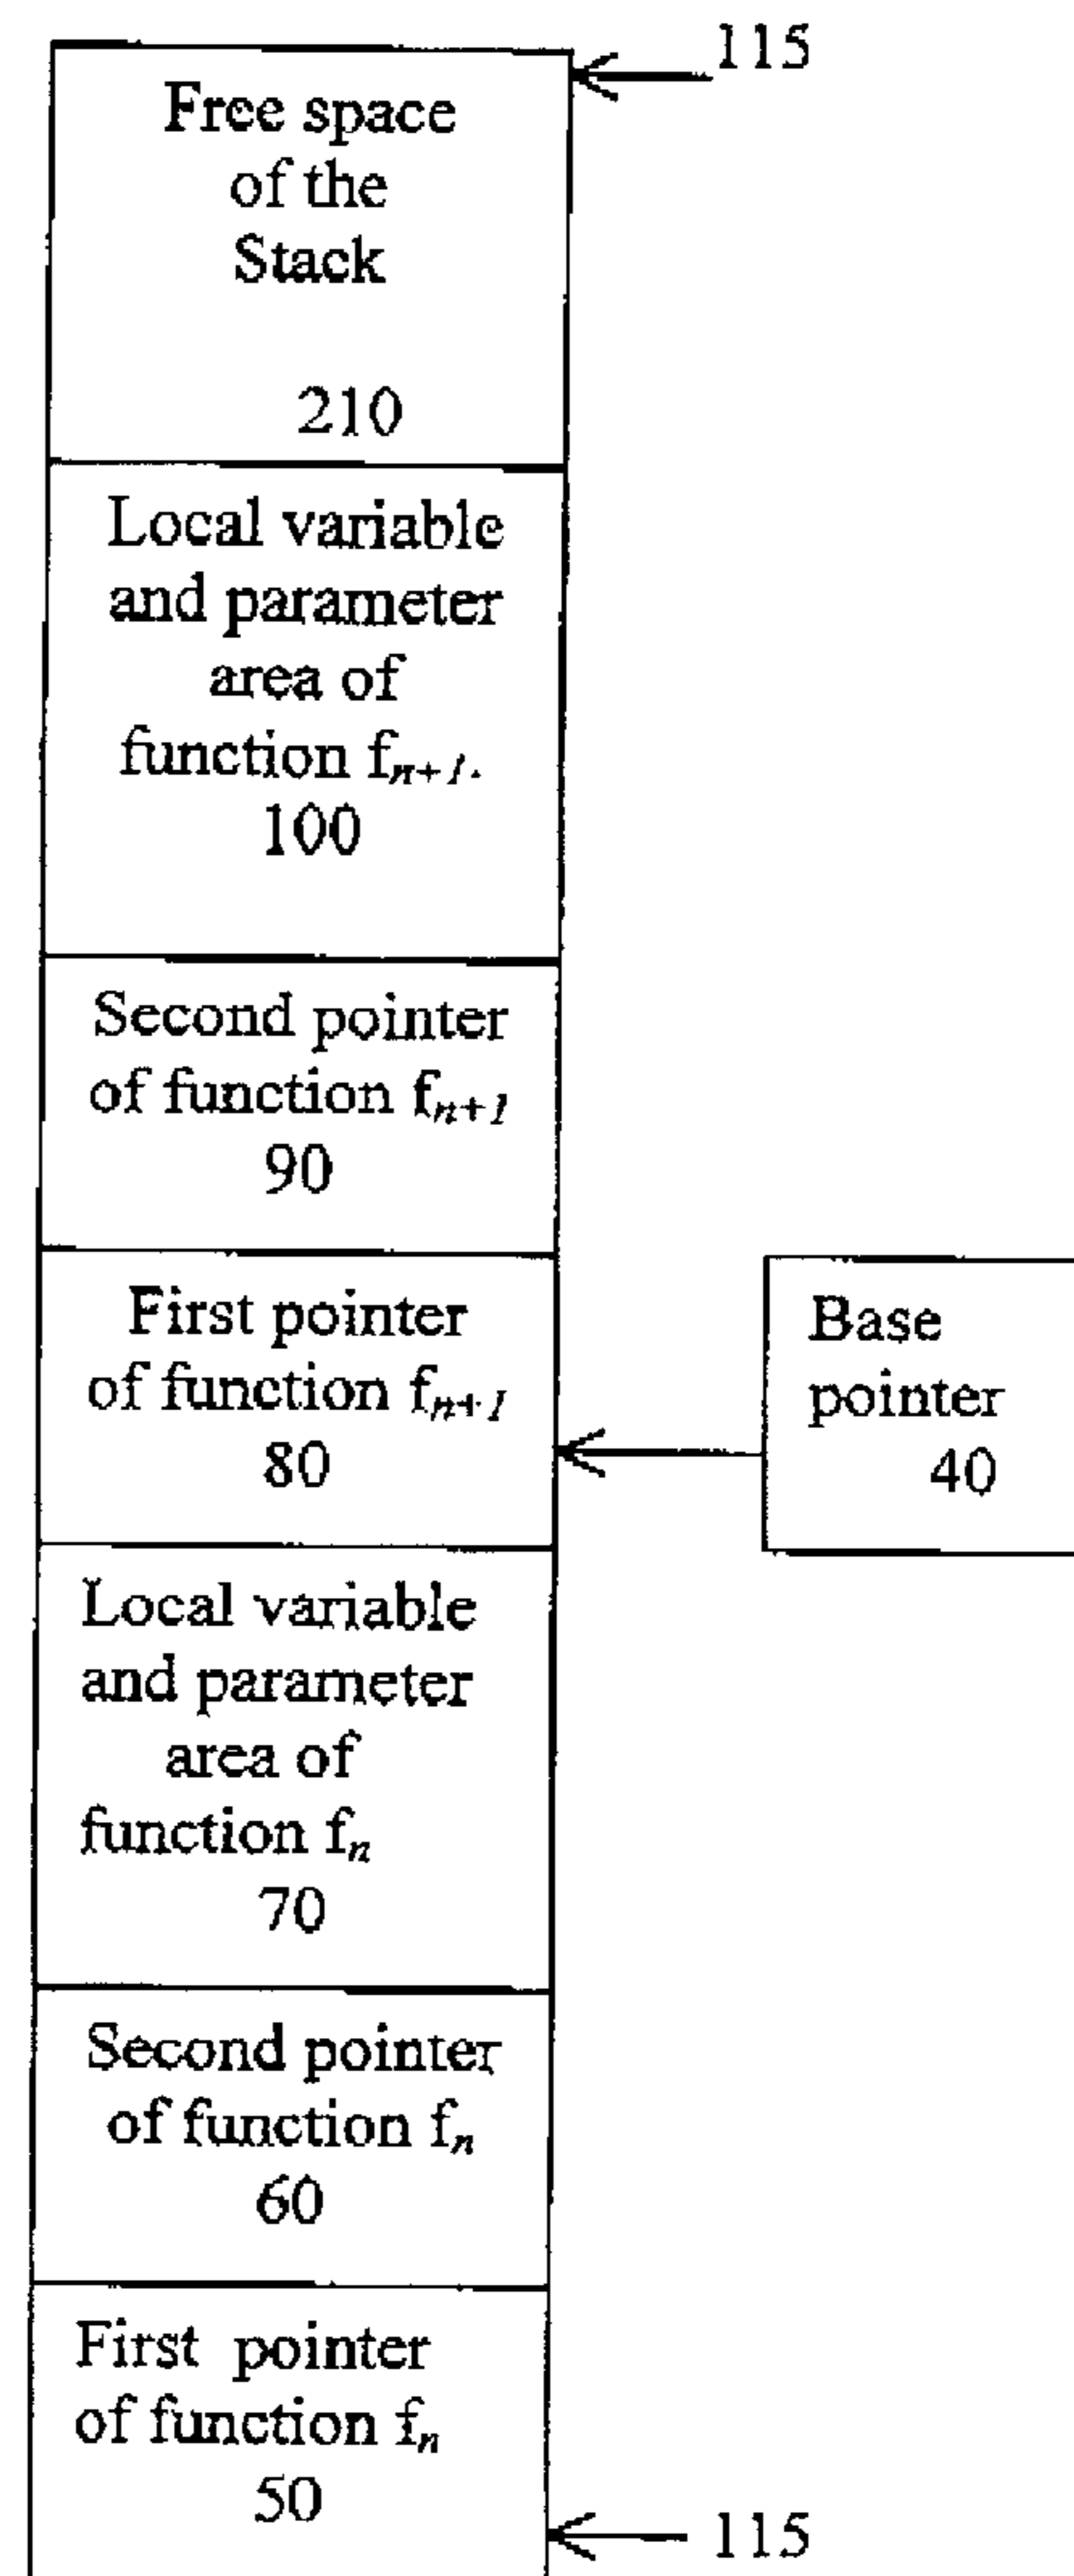 115
Free space
of the
Stack
210
Local variable
and parameter
area of
function fn+1.
100
Second pointer
of function fn+1
90
First pointer
of function fn+1
80
Base
pointer
40
Local variable
and parameter
area of
function fn
70
Second pointer
of function fn
60
First pointer
of function fn
50
115